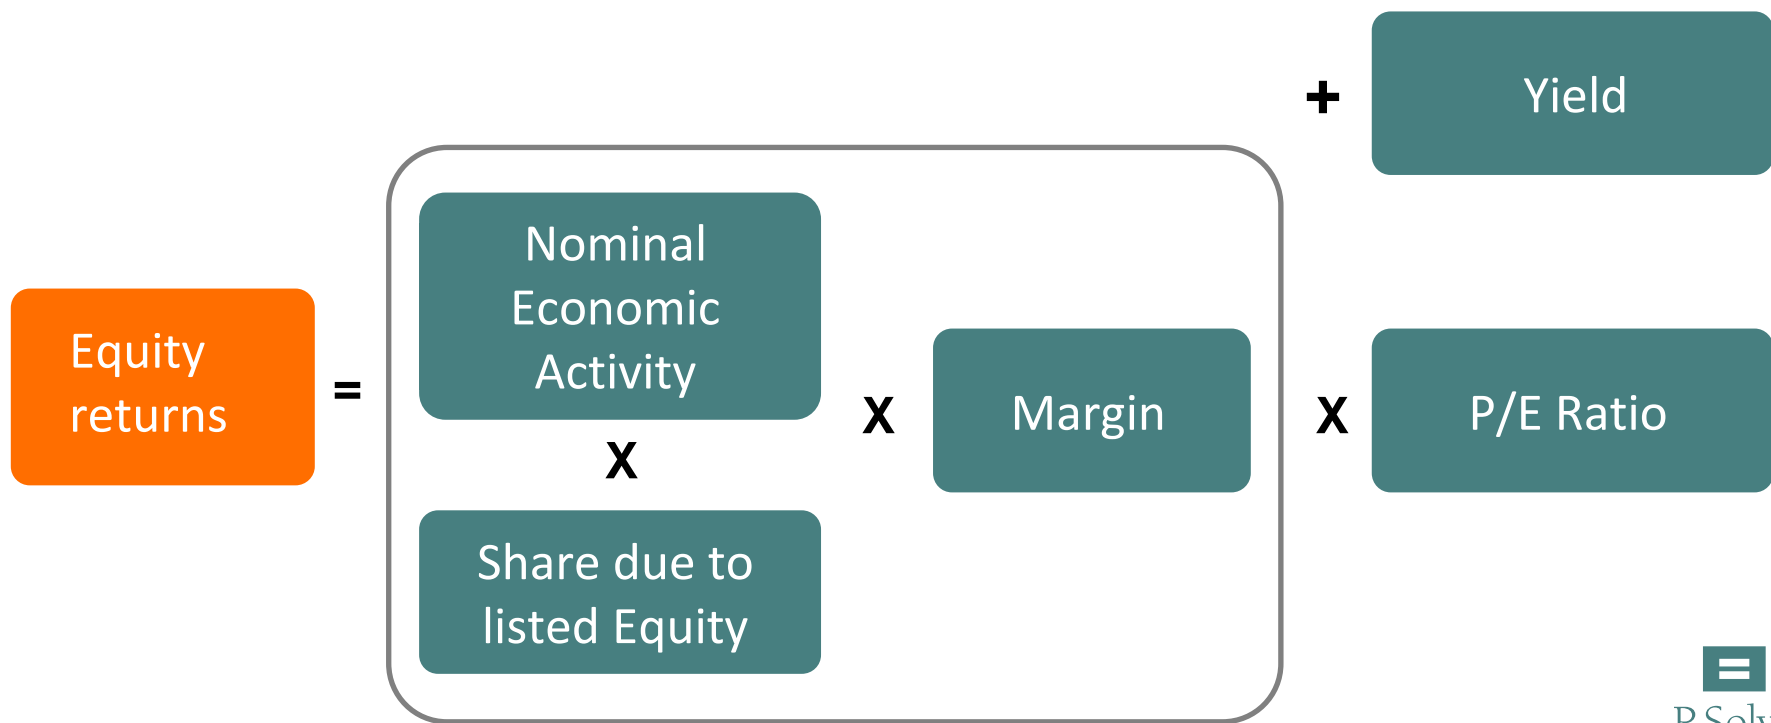 +
Yield
Equity
returns
=
Nominal
Economic
Activity
X
Share due to
listed Equity
X
Margin
X
P/E Ratio
=